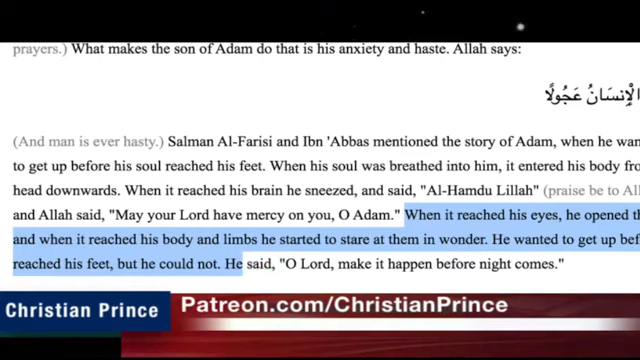 prayers.) What makes the son of Adam do that is his anxiety and haste. Allah says:
الْإِنسَانُ عَجُولًا
(And man is ever hasty.) Salman Al-Farisi and Ibn 'Abbas mentioned the story of Adam, when he
to get up before his soul reached his feet. When his soul was breathed into him, it entered his body
head downwards. When it reached his brain he sneezed, and said, "Al-Hamdu Lillah" (praise be to
and Allah said, "May your Lord have mercy on you, O Adam." When it reached his eyes, he opened
and when it reached his body and limbs he started to stare at them in wonder. He wanted to get up
reached his feet, but he could not. He said, "O Lord, make it happen before night comes."
Christian Prince
Patreon.com/ChristianPrince